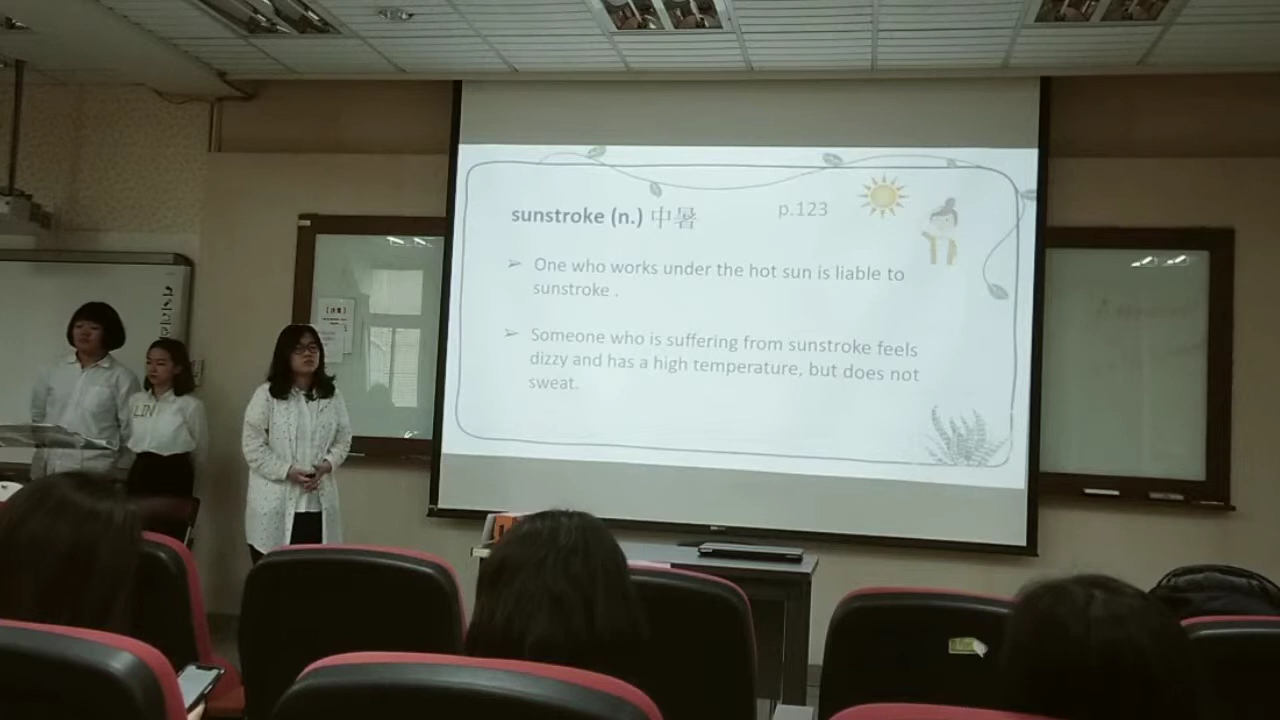 sunstroke (n.) 中暑
p.123
➢ One who works under the hot sun is liable to
sunstroke .
➢ Someone who is suffering from sunstroke feels
dizzy and has a high temperature, but does not
sweat.
LIN